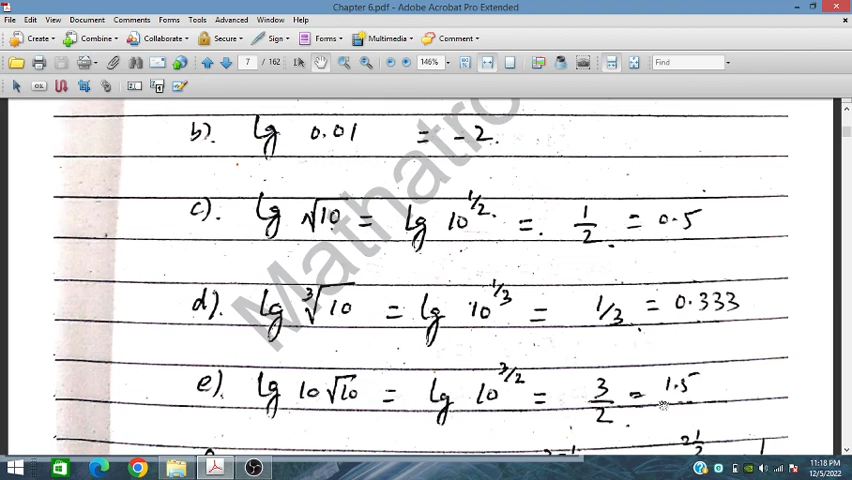 Chapter 6.pdf - Adobe Acrobat Pro Extended
File Edit View Document Comments Forms Tools Advanced Window Help
Create Combine Collaborate Secure Sign Forms Multimedia Comment
7 / 162 146% Find
b). lg 0.01 = -2.
c). lg √10 = lg 10^1/2. =. 1/2 = 0.5
d). lg ∛10 = lg 10^1/3 = 1/3 = 0.333
e). lg 10√10 = lg 10^3/2 = 3/2 = 1.5
Mathatro
11:18 PM
12/5/2022